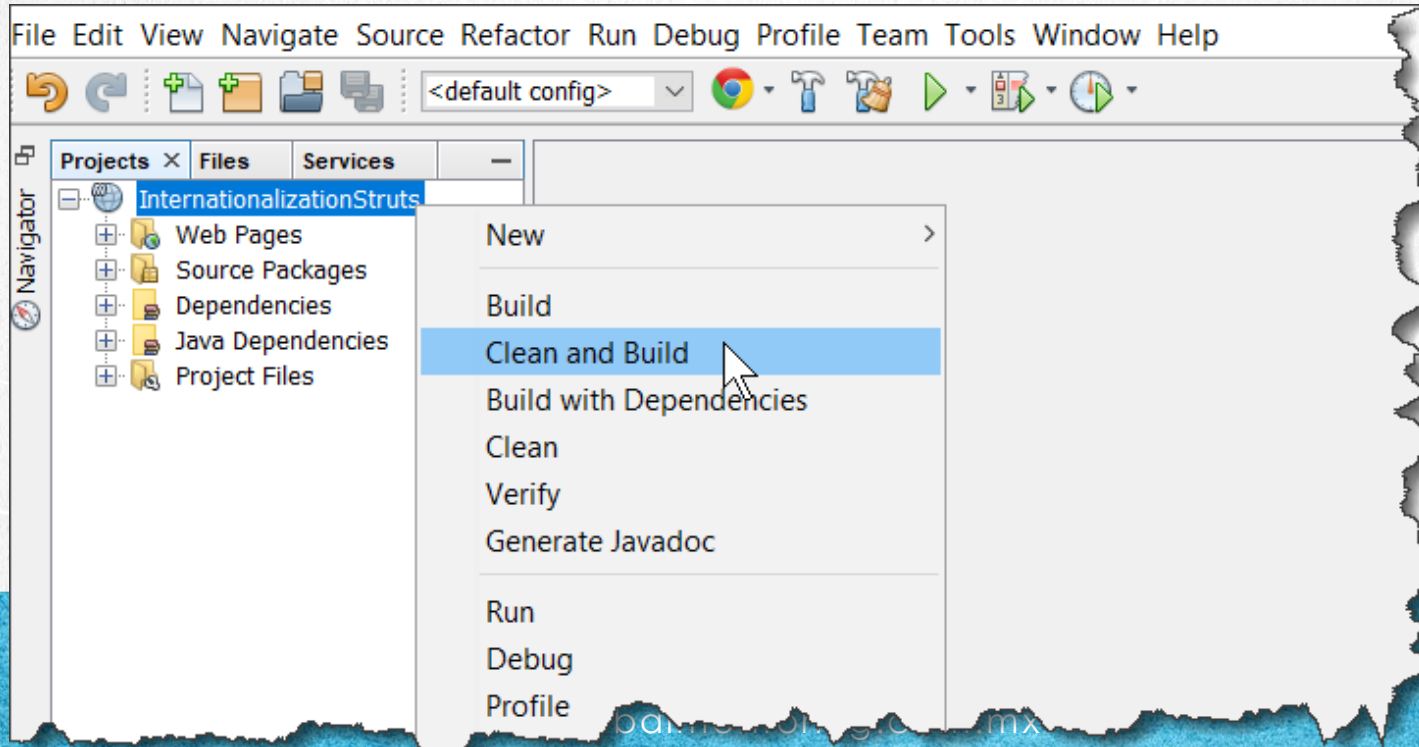 File Edit View Navigate Source Refactor Run Debug Profile Team Tools Window Help
<default config>
Projects Files Services
Navigator
InternationalizationStruts
Web Pages
Source Packages
Dependencies
Java Dependencies
Project Files
New
Build
Clean and Build
Build with Dependencies
Clean
Verify
Generate Javadoc
Run
Debug
Profile